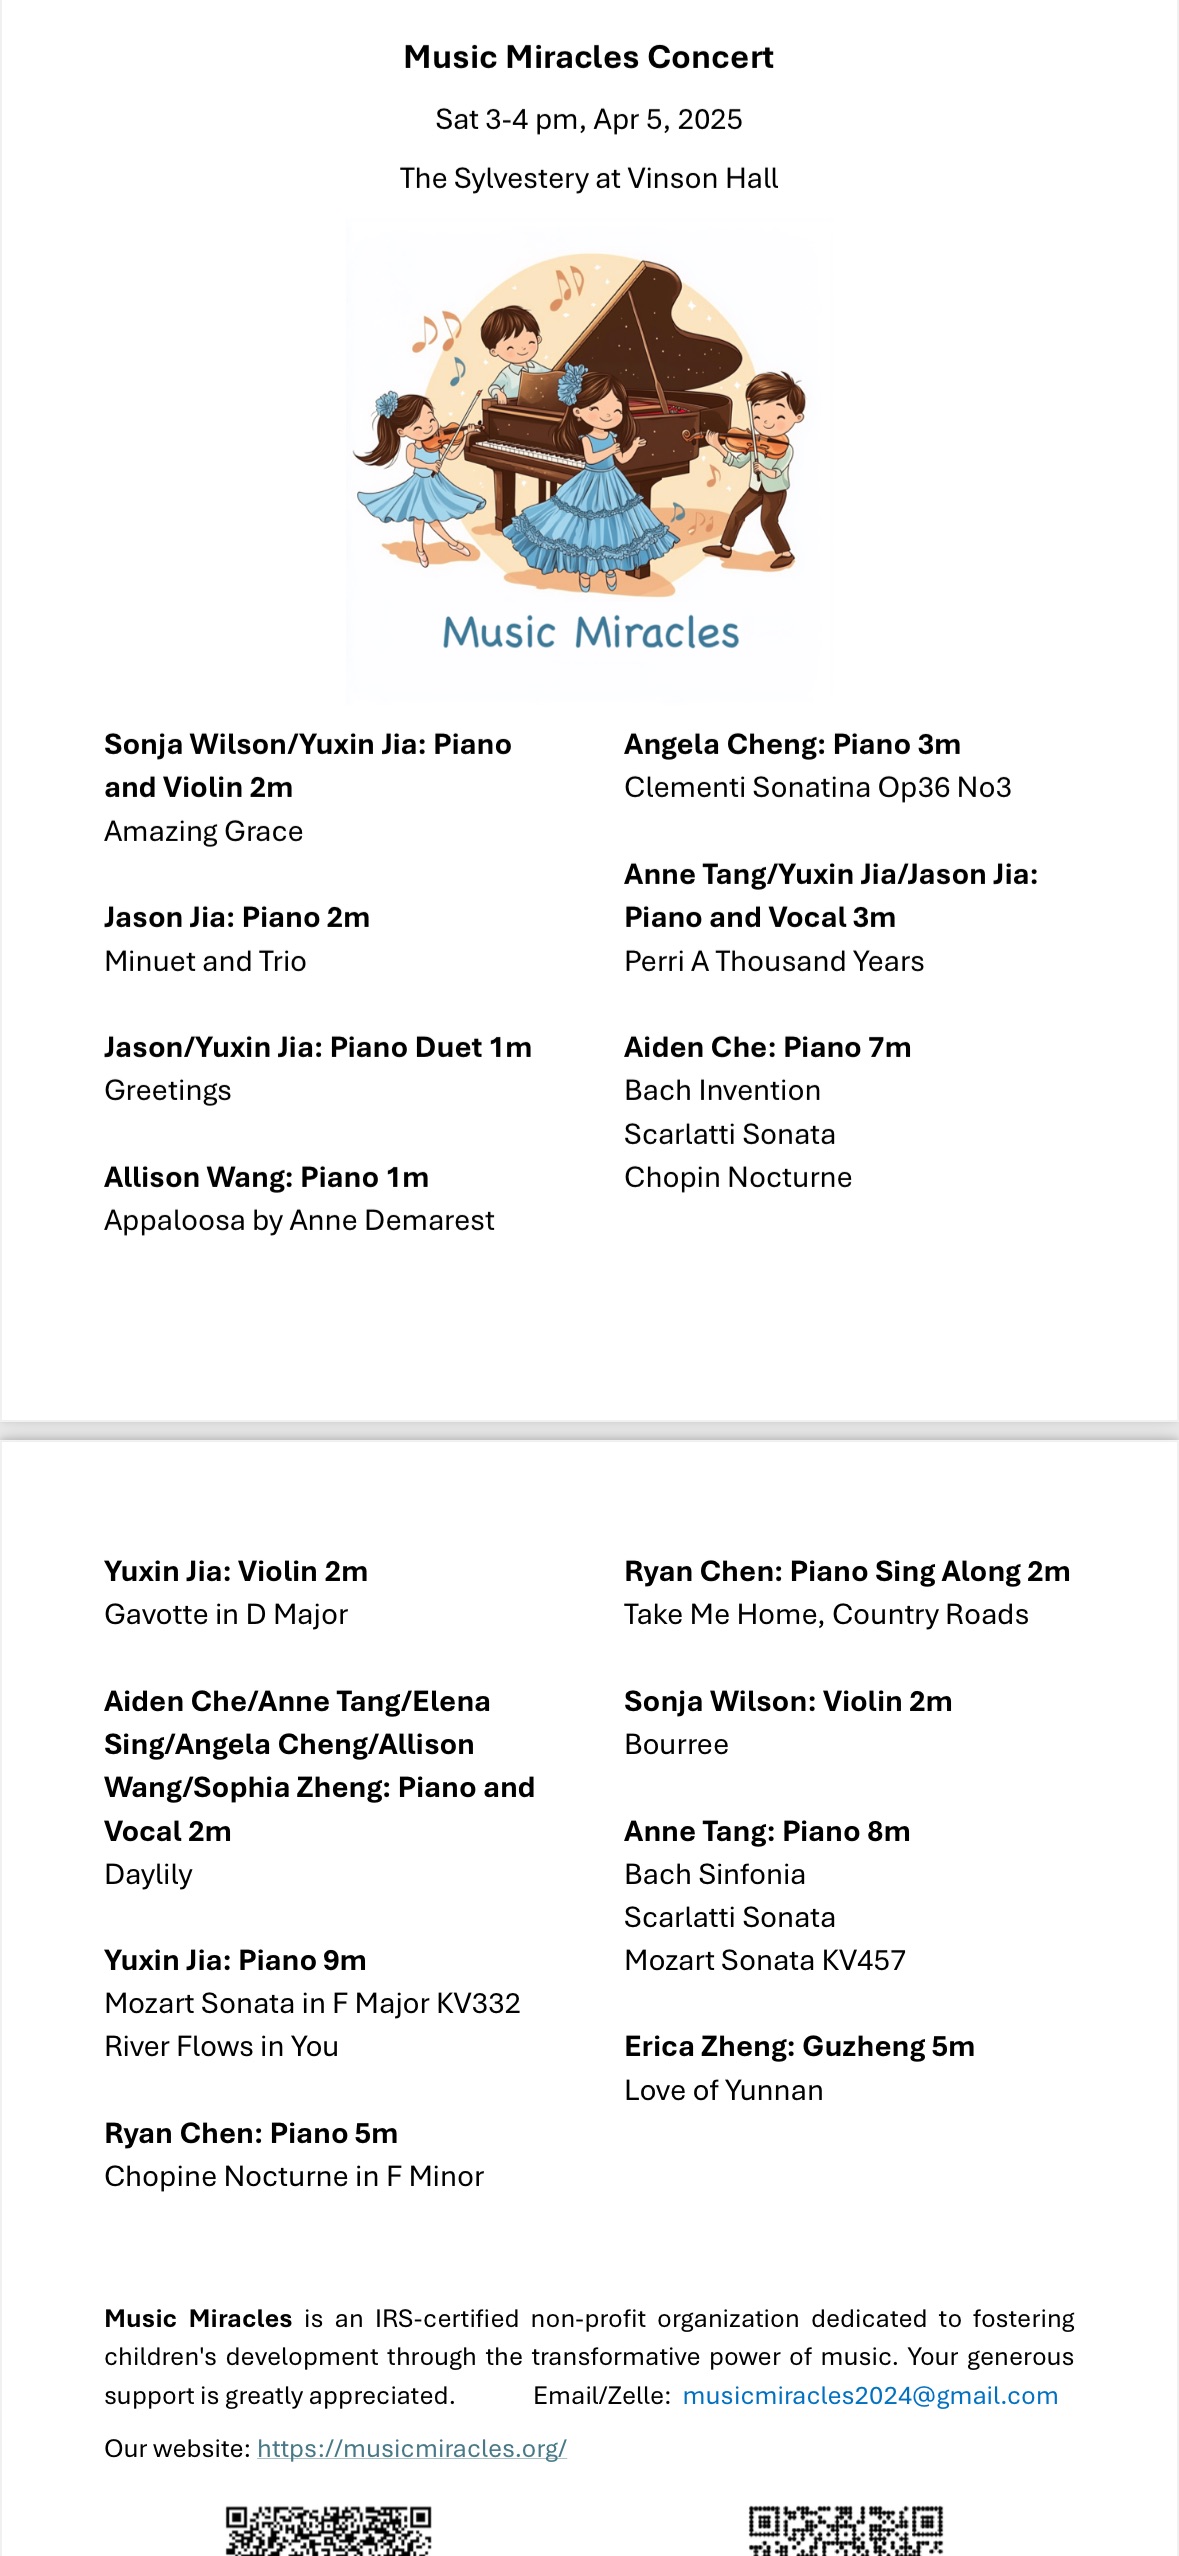 Music Miracles Concert
Sat 3-4 pm, Apr 5, 2025
The Sylvestery at Vinson Hall
Music Miracles
Sonja Wilson/Yuxin Jia: Piano
and Violin 2m
Amazing Grace
Jason Jia: Piano 2m
Minuet and Trio
Jason/Yuxin Jia: Piano Duet 1m
Greetings
Allison Wang: Piano 1m
Appaloosa by Anne Demarest
Angela Cheng: Piano 3m
Clementi Sonatina Op36 No3
Anne Tang/Yuxin Jia/Jason Jia:
Piano and Vocal 3m
Perri A Thousand Years
Aiden Che: Piano 7m
Bach Invention
Scarlatti Sonata
Chopin Nocturne
Yuxin Jia: Violin 2m
Gavotte in D Major
Aiden Che/Anne Tang/Elena
Sing/Angela Cheng/Allison
Wang/Sophia Zheng: Piano and
Vocal 2m
Daylily
Yuxin Jia: Piano 9m
Mozart Sonata in F Major KV332
River Flows in You
Ryan Chen: Piano 5m
Chopine Nocturne in F Minor
Ryan Chen: Piano Sing Along 2m
Take Me Home, Country Roads
Sonja Wilson: Violin 2m
Bourree
Anne Tang: Piano 8m
Bach Sinfonia
Scarlatti Sonata
Mozart Sonata KV457
Erica Zheng: Guzheng 5m
Love of Yunnan
Music Miracles is an IRS-certified non-profit organization dedicated to fostering
children's development through the transformative power of music. Your generous
support is greatly appreciated. Email/Zelle: musicmiracles2024@gmail.com
Our website: https://musicmiracles.org/